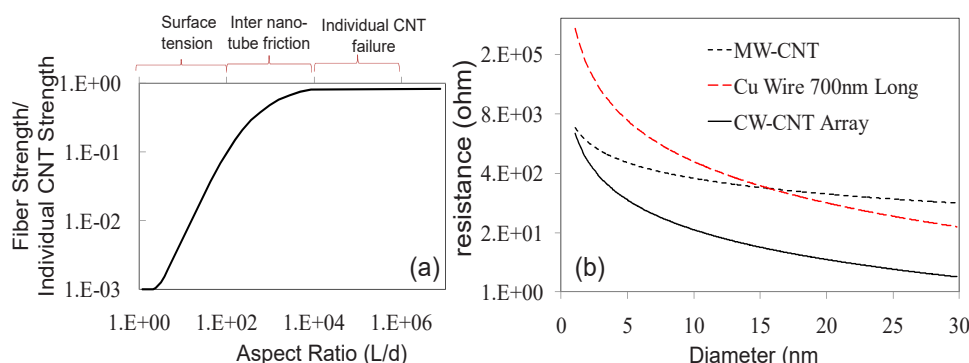 Surface tension
Inter nano-tube friction
Individual CNT failure
Fiber Strength/
Individual CNT Strength
1.E+00
1.E-01
1.E-02
1.E-03
(a)
1.E+00 1.E+02 1.E+04 1.E+06
Aspect Ratio (L/d)
resistance (ohm)
2.E+05
8.E+03
4.E+02
2.E+01
1.E+00
MW-CNT
Cu Wire 700nm Long
CW-CNT Array
(b)
0 5 10 15 20 25 30
Diameter (nm